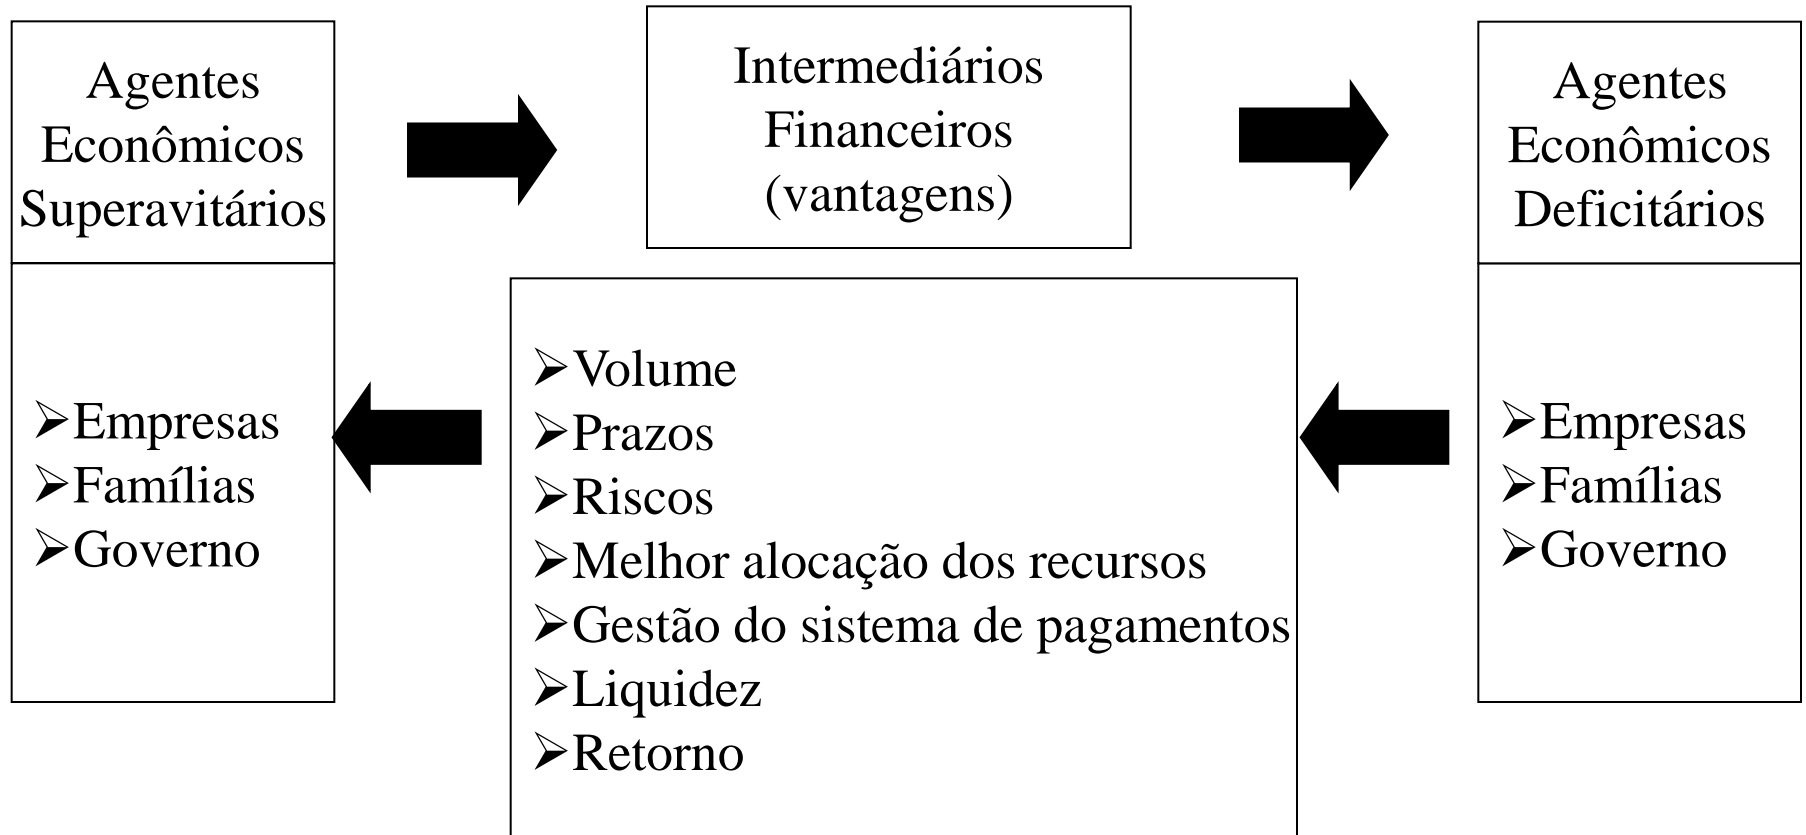 Agentes
Econômicos
Superavitários
Intermediários
Financeiros
(vantagens)
Agentes
Econômicos
Deficitários
➢Empresas
➢Famílias
➢Governo
➢Volume
➢Prazos
➢Riscos
➢Melhor alocação dos recursos
➢Gestão do sistema de pagamentos
➢Liquidez
➢Retorno
➢Empresas
➢Famílias
➢Governo